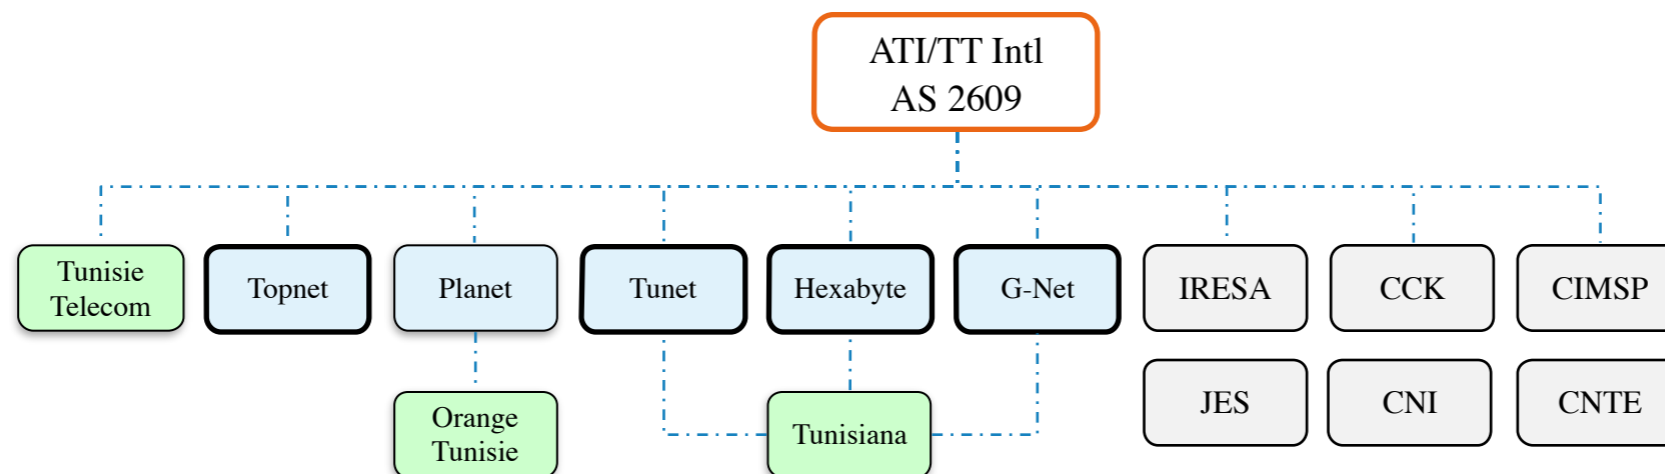 ATI/TT Intl
AS 2609
Tunisie
Telecom
Topnet
Planet
Tunet
Hexabyte
G-Net
IRESA
CCK
CIMSP
Orange
Tunisie
Tunisiana
JES
CNI
CNTE